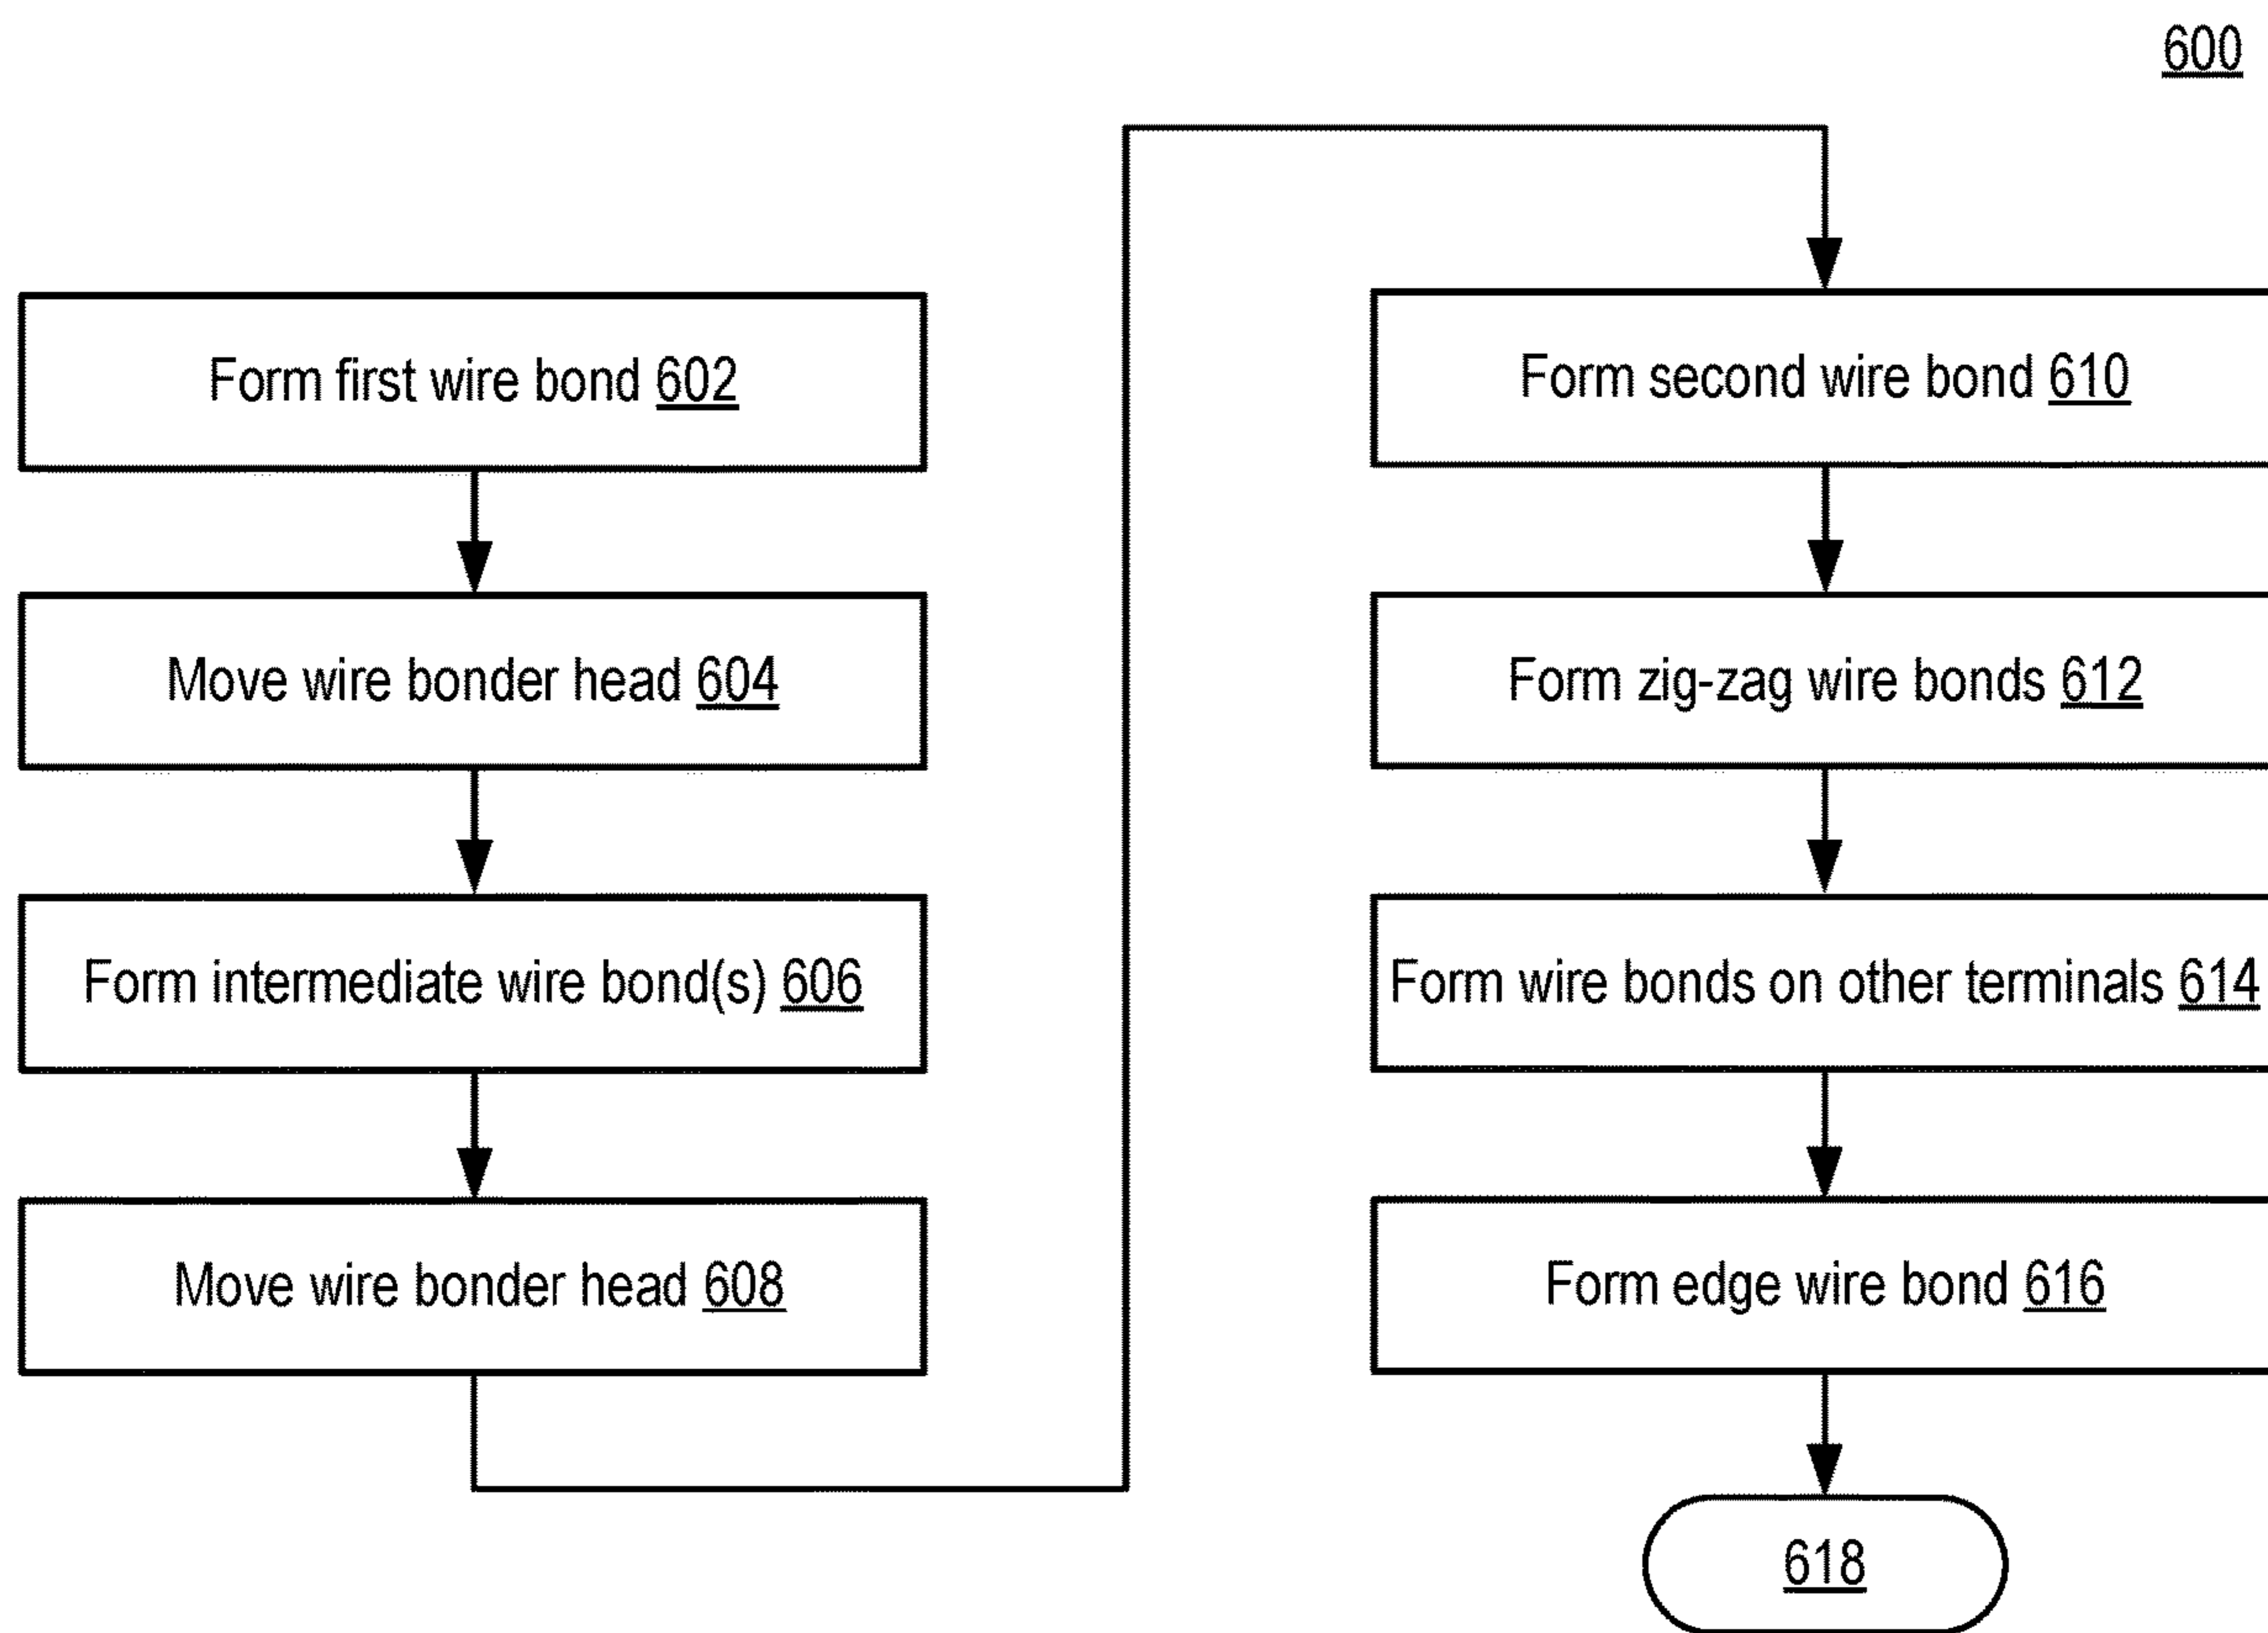 600
Form first wire bond 602
Move wire bonder head 604
Form intermediate wire bond(s) 606
Move wire bonder head 608
Form second wire bond 610
Form zig-zag wire bonds 612
Form wire bonds on other terminals 614
Form edge wire bond 616
618